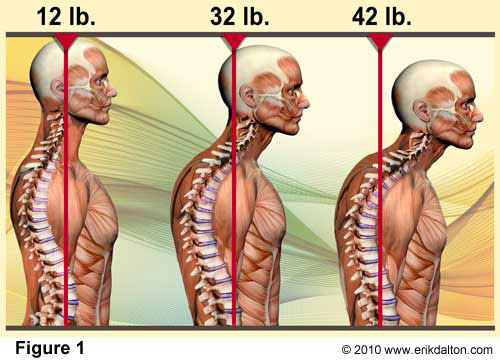 12 lb. 32 lb. 42 lb.
Figure 1 © 2010 www.erikdalton.com